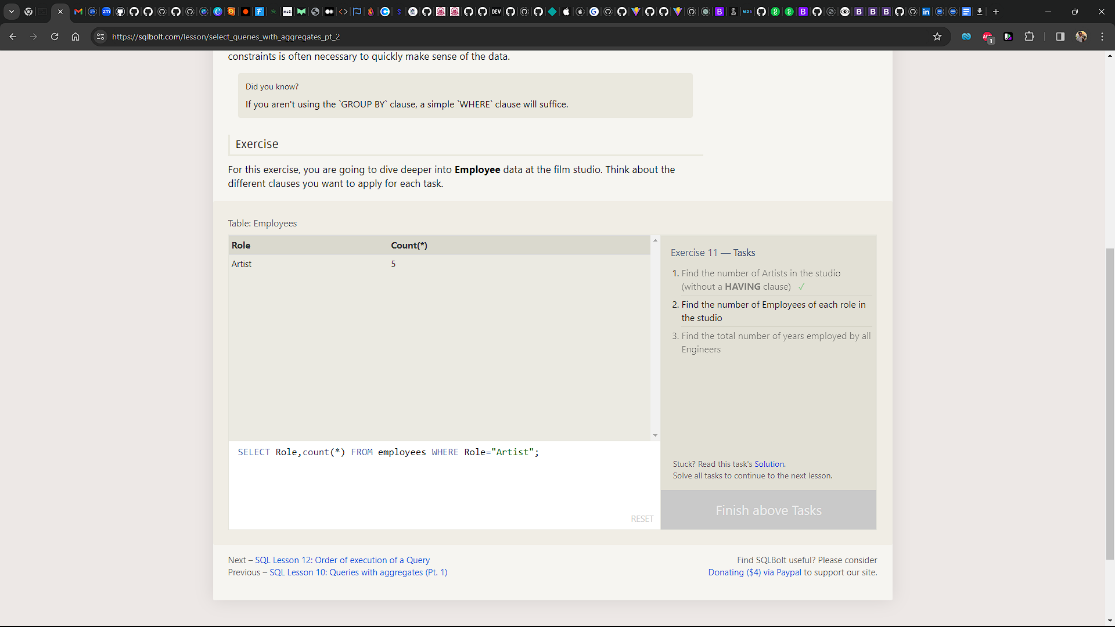 https://sqlbolt.com/lesson/select_queries_with_aggregates_pt_2
constraints is often necessary to quickly make sense of the data.
Did you know?
If you aren't using the `GROUP BY` clause, a simple `WHERE` clause will suffice.
Exercise
For this exercise, you are going to dive deeper into Employee data at the film studio. Think about the
different clauses you want to apply for each task.
Table: Employees
Role Count(*)
Artist 5
Exercise 11 — Tasks
1. Find the number of Artists in the studio
(without a HAVING clause) ✓
2. Find the number of Employees of each role in
the studio
3. Find the total number of years employed by all
Engineers
SELECT Role,count(*) FROM employees WHERE Role="Artist";
RESET
Stuck? Read this task's Solution.
Solve all tasks to continue to the next lesson.
Finish above Tasks
Next – SQL Lesson 12: Order of execution of a Query
Previous – SQL Lesson 10: Queries with aggregates (Pt. 1)
Find SQLBolt useful? Please consider
Donating ($4) via Paypal to support our site.